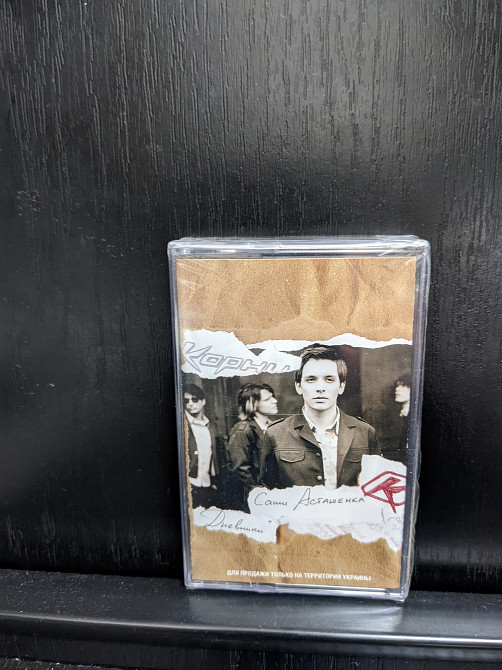 Корни
Саши Асташенка
"Дневники"
ДЛЯ ПРОДАЖИ ТОЛЬКО НА ТЕРРИТОРИИ УКРАИНЫ